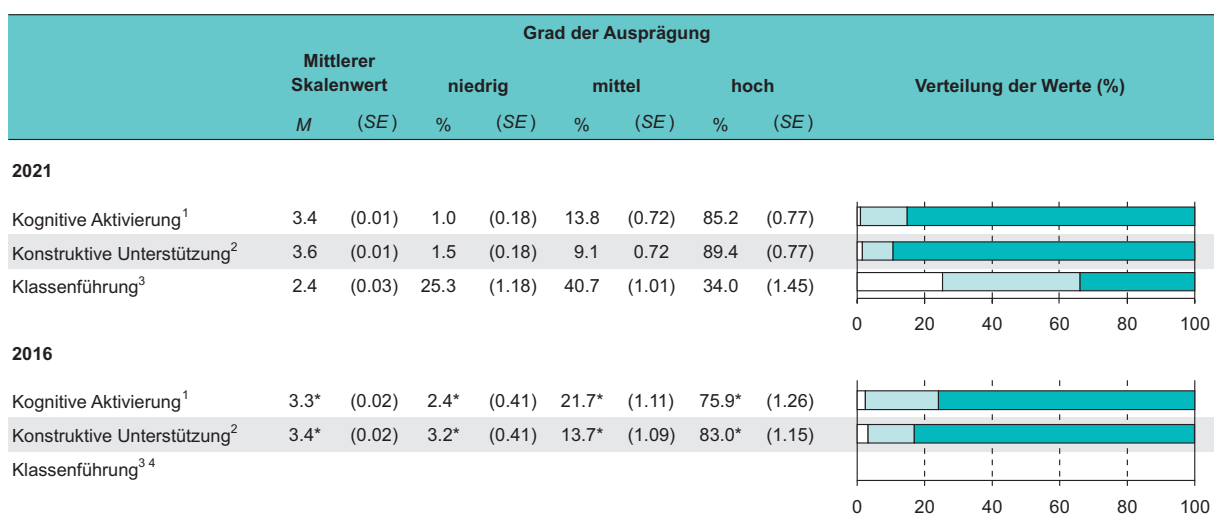 Grad der Ausprägung
Mittlerer
Skalenwert niedrig mittel hoch Verteilung der Werte (%)
M (SE) % (SE) % (SE) % (SE)
2021
Kognitive Aktivierung¹ 3.4 (0.01) 1.0 (0.18) 13.8 (0.72) 85.2 (0.77)
Konstruktive Unterstützung² 3.6 (0.01) 1.5 (0.18) 9.1 0.72 89.4 (0.77)
Klassenführung³ 2.4 (0.03) 25.3 (1.18) 40.7 (1.01) 34.0 (1.45)
0 20 40 60 80 100
2016
Kognitive Aktivierung¹ 3.3* (0.02) 2.4* (0.41) 21.7* (1.11) 75.9* (1.26)
Konstruktive Unterstützung² 3.4* (0.02) 3.2* (0.41) 13.7* (1.09) 83.0* (1.15)
Klassenführung³ ⁴
0 20 40 60 80 100